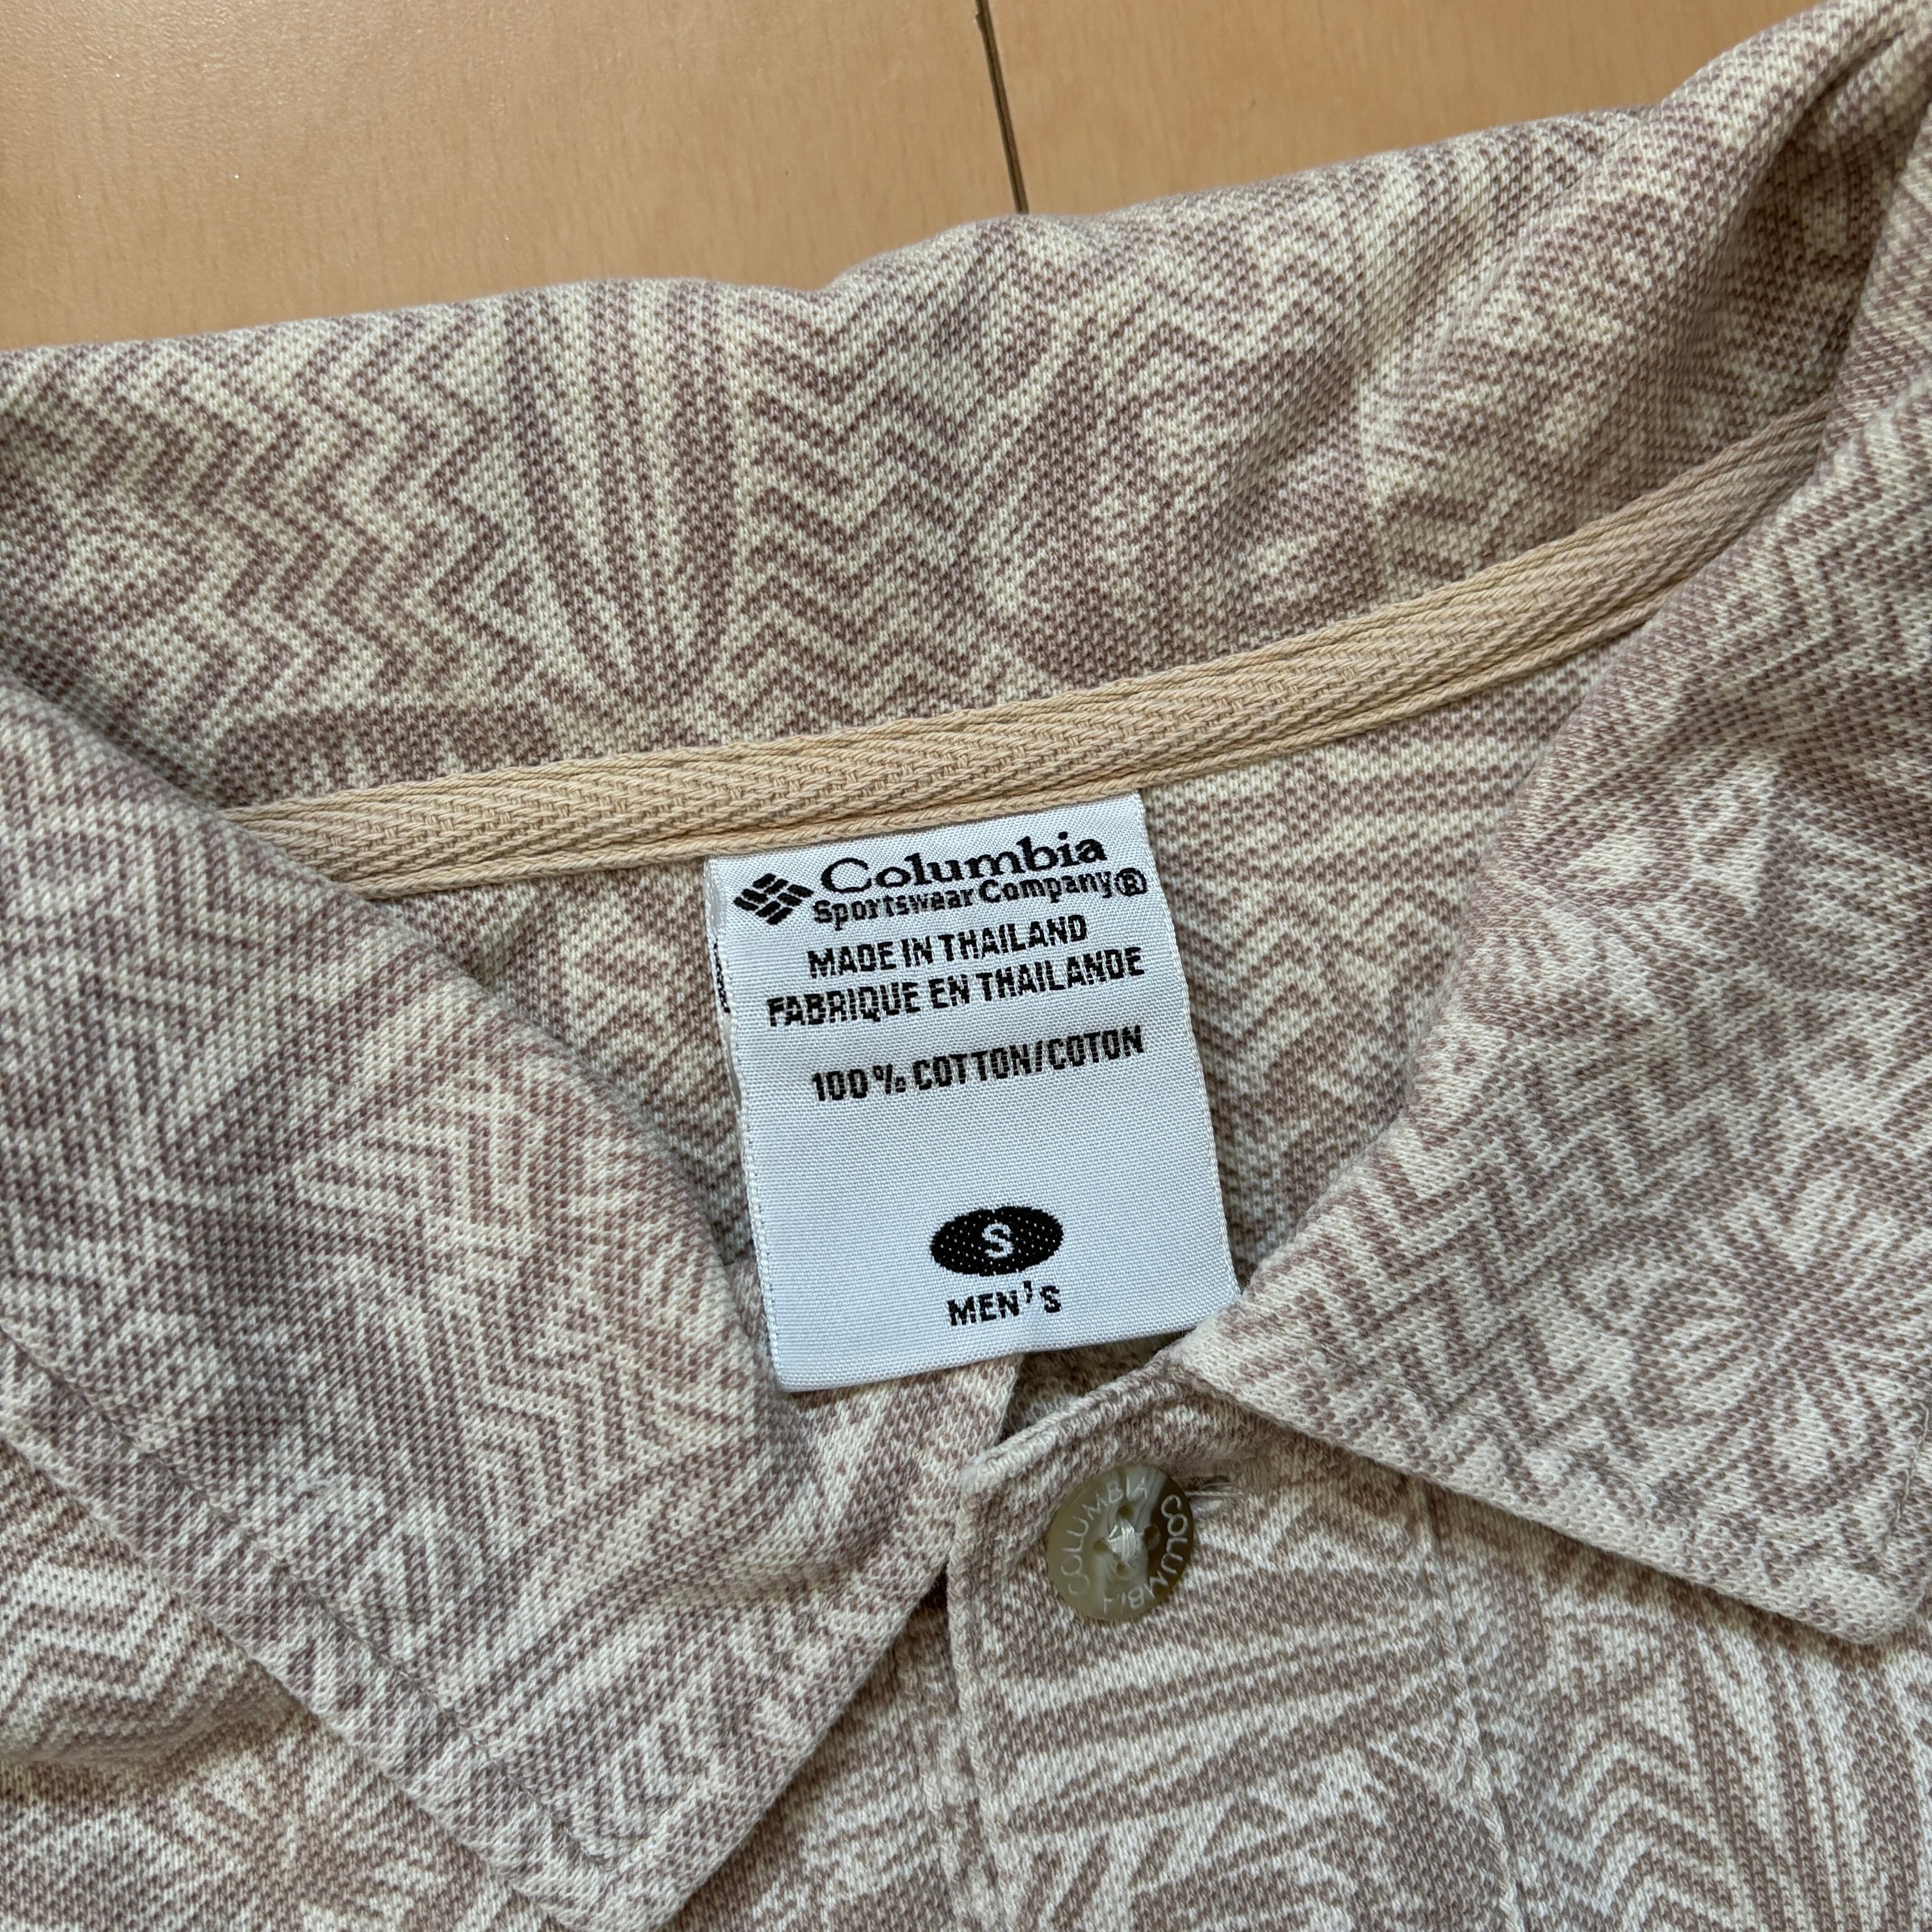 Columbia
Sportswear Company®
MADE IN THAILAND
FABRIQUE EN THAILANDE
100% COTTON/COTON
S
MEN'S
COLUMBIA COLUMBIA